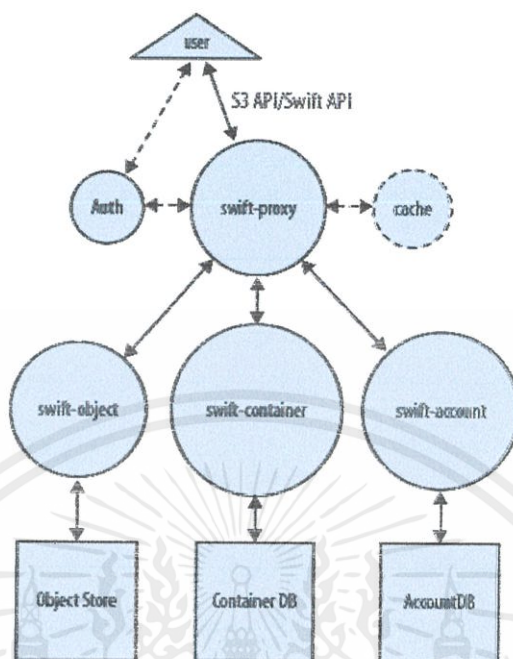 user
S3 API/Swift API
Auth
swift-proxy
cache
swift-object
swift-container
swift-account
Object Store
Container DB
AccountDB